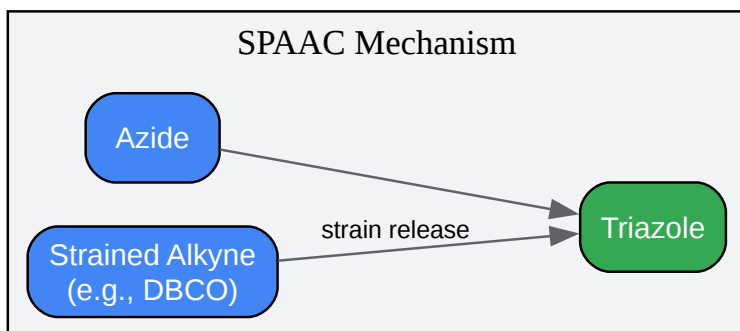 SPAAC Mechanism
Azide
strain release
Triazole
Strained Alkyne
(e.g., DBCO)